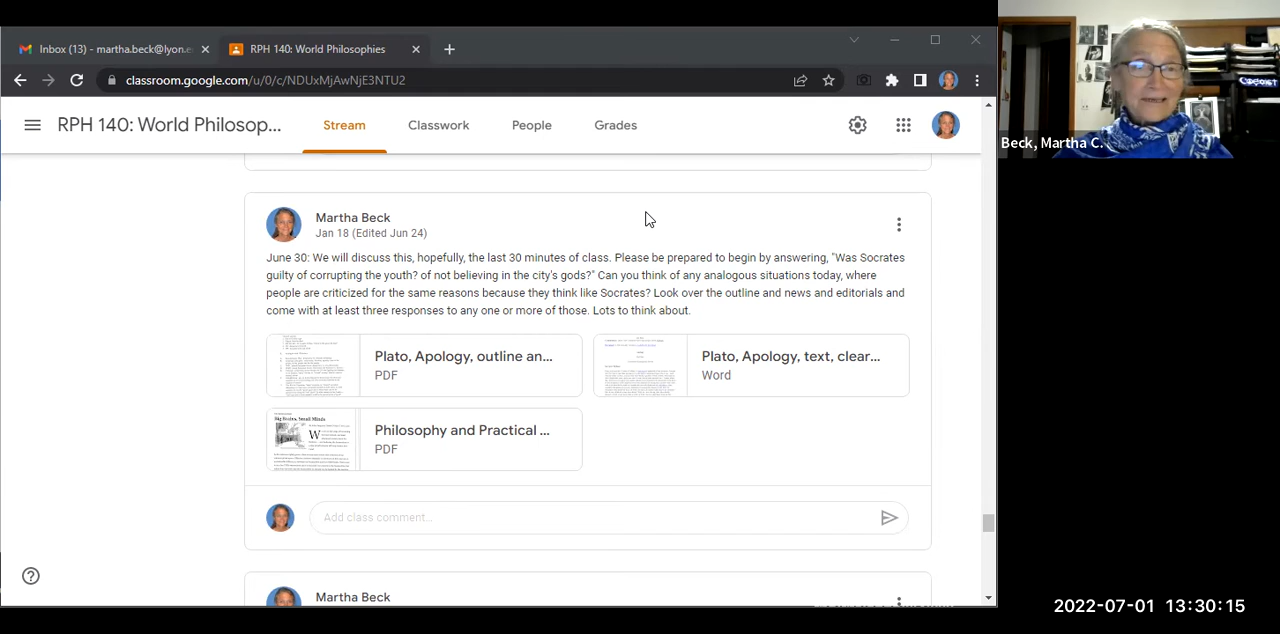 Inbox (13) - martha.beck@lyon.e
RPH 140: World Philosophies
classroom.google.com/u/0/c/NDUxMjAwNjE3NTU2
RPH 140: World Philosop...
Stream
Classwork
People
Grades
Beck, Martha C.
Martha Beck
Jan 18 (Edited Jun 24)
June 30: We will discuss this, hopefully, the last 30 minutes of class. Please be prepared to begin by answering, "Was Socrates
guilty of corrupting the youth? of not believing in the city's gods?" Can you think of any analogous situations today, where
people are criticized for the same reasons because they think like Socrates? Look over the outline and news and editorials and
come with at least three responses to any one or more of those. Lots to think about.
Plato, Apology, outline an...
PDF
Plato, Apology, text, clear...
Word
Big Brains, Small Minds
Philosophy and Practical ...
PDF
Add class comment...
Martha Beck
2022-07-01 13:30:15